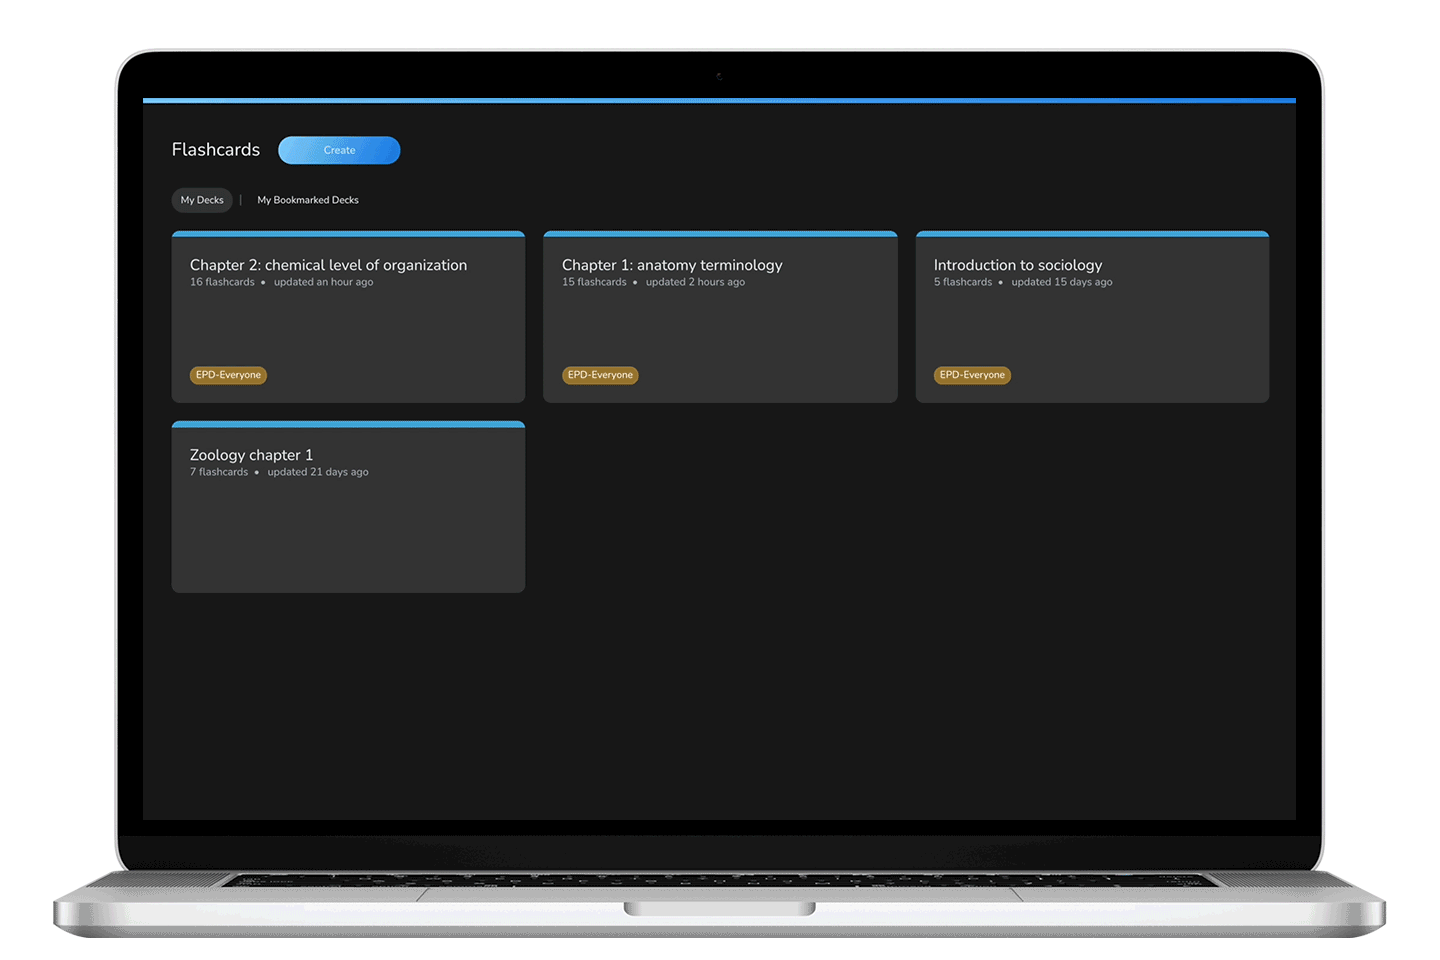 Flashcards
Create
My Decks | My Bookmarked Decks
Chapter 2: chemical level of organization
16 flashcards • updated an hour ago
EPD-Everyone
Chapter 1: anatomy terminology
15 flashcards • updated 2 hours ago
EPD-Everyone
Introduction to sociology
5 flashcards • updated 15 days ago
EPD-Everyone
Zoology chapter 1
7 flashcards • updated 21 days ago